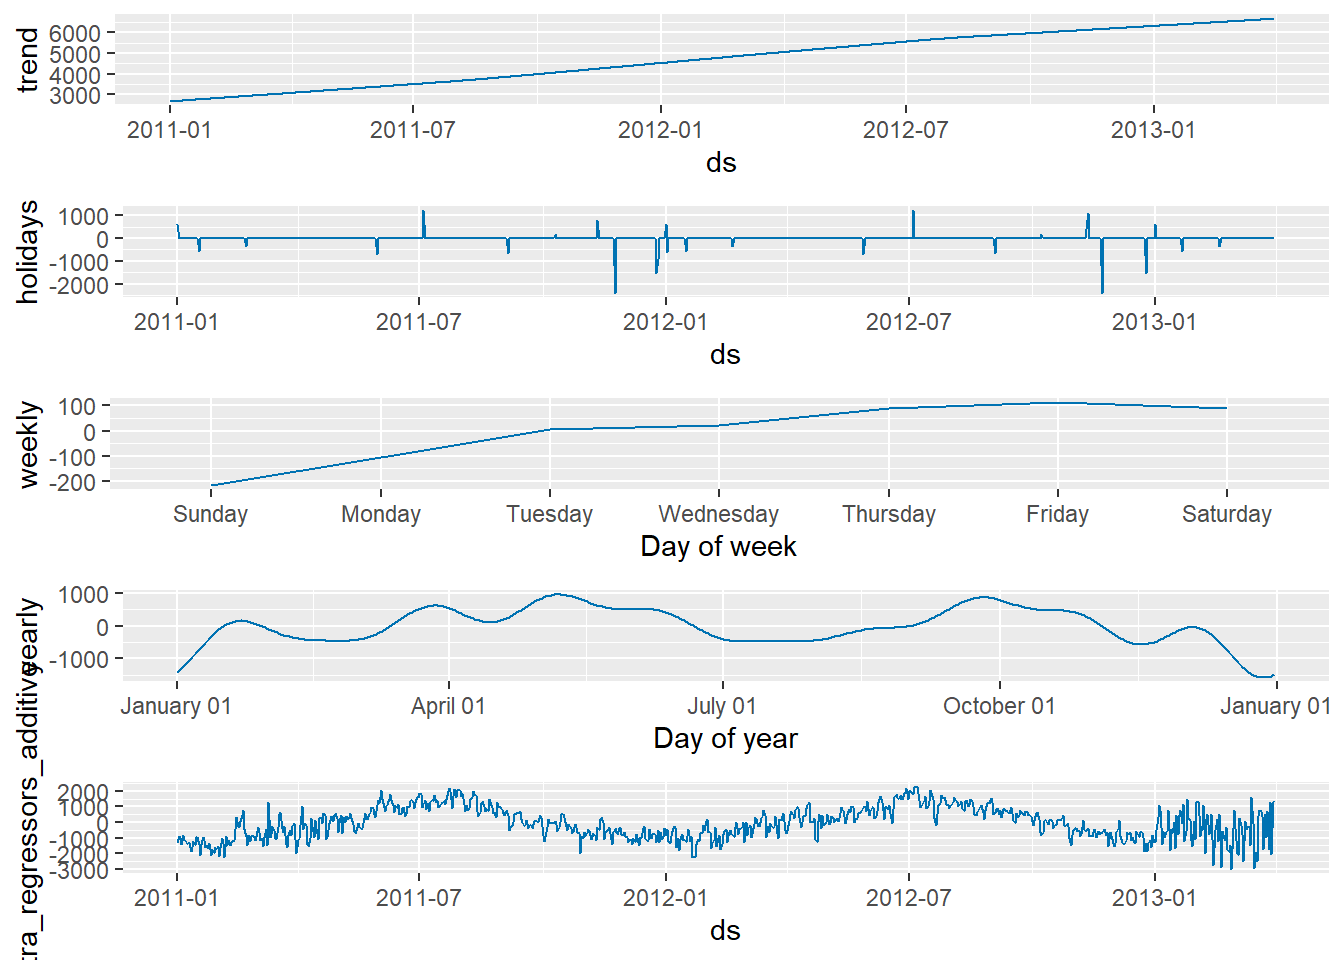 trend
6000
5000
4000
3000
2011-01 2011-07 2012-01 2012-07 2013-01
ds
holidays
1000
0
-1000
-2000
2011-01 2011-07 2012-01 2012-07 2013-01
ds
weekly
100
0
-100
-200
Sunday Monday Tuesday Wednesday Thursday Friday Saturday
Day of week
yearly
1000
0
-1000
January 01 April 01 July 01 October 01 January 01
Day of year
tra_regressors_additive
2000
1000
0
-1000
-2000
-3000
2011-01 2011-07 2012-01 2012-07 2013-01
ds